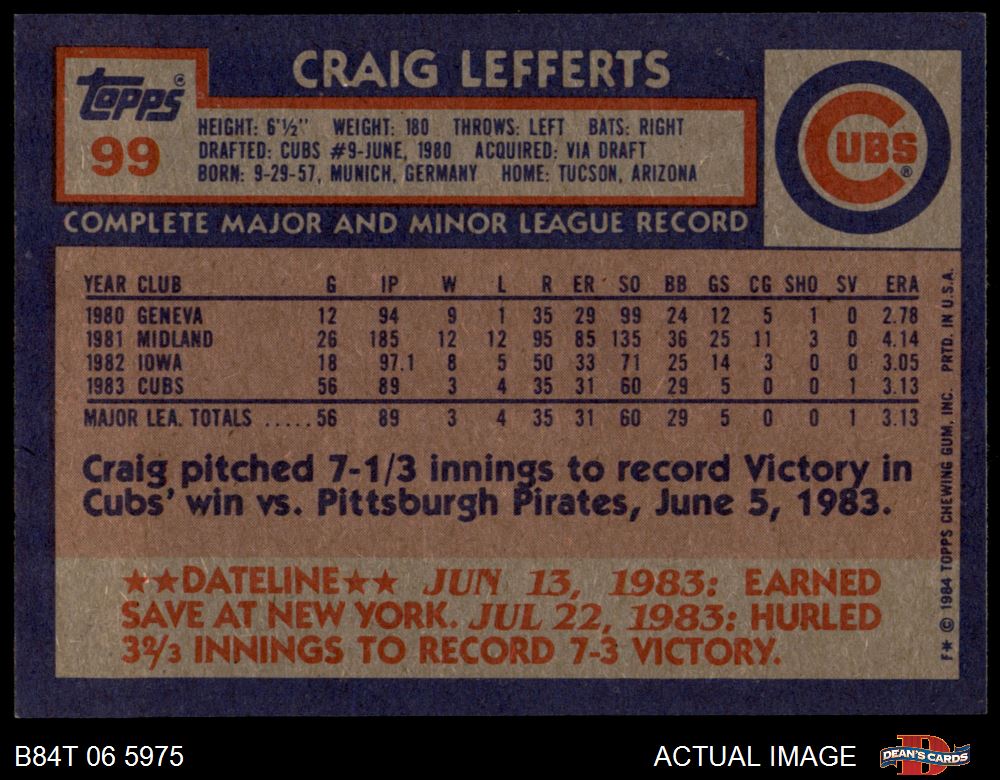 CRAIG LEFFERTS
Topps®
99
HEIGHT: 6'½" WEIGHT: 180 THROWS: LEFT BATS: RIGHT
DRAFTED: CUBS #9-JUNE, 1980 ACQUIRED: VIA DRAFT
BORN: 9-29-57, MUNICH, GERMANY HOME: TUCSON, ARIZONA
CUBS®
COMPLETE MAJOR AND MINOR LEAGUE RECORD
YEAR CLUB G IP W L R ER SO BB GS CG SHO SV ERA
1980 GENEVA 12 94 9 1 35 29 99 24 12 5 1 0 2.78
1981 MIDLAND 26 185 12 12 95 85 135 36 25 11 3 0 4.14
1982 IOWA 18 97.1 8 5 50 33 71 25 14 3 0 0 3.05
1983 CUBS 56 89 3 4 35 31 60 29 5 0 0 1 3.13
MAJOR LEA. TOTALS .....56 89 3 4 35 31 60 29 5 0 0 1 3.13
Craig pitched 7-1/3 innings to record Victory in
Cubs' win vs. Pittsburgh Pirates, June 5, 1983.
★★DATELINE★★ JUN 13, 1983: EARNED
SAVE AT NEW YORK. JUL 22, 1983: HURLED
3⅔ INNINGS TO RECORD 7-3 VICTORY.
F* © 1984 TOPPS CHEWING GUM, INC. PRTD. IN U.S.A.
B84T 06 5975
ACTUAL IMAGE
D
DEAN'S CARDS